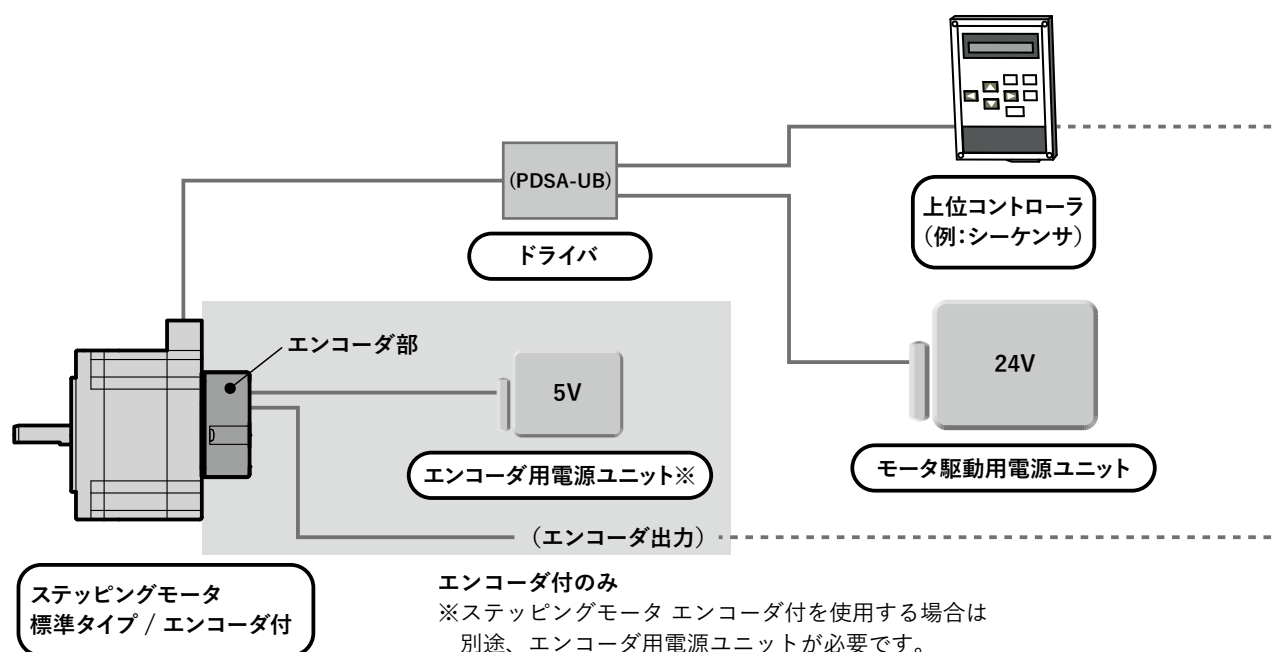 (PDSA-UB)
ドライバ
上位コントローラ
（例：シーケンサ）
エンコーダ部
5V
24V
エンコーダ用電源ユニット※
モータ駆動用電源ユニット
（エンコーダ出力）
ステッピングモータ
標準タイプ / エンコーダ付
エンコーダ付のみ
※ステッピングモータ エンコーダ付を使用する場合は
別途、エンコーダ用電源ユニットが必要です。